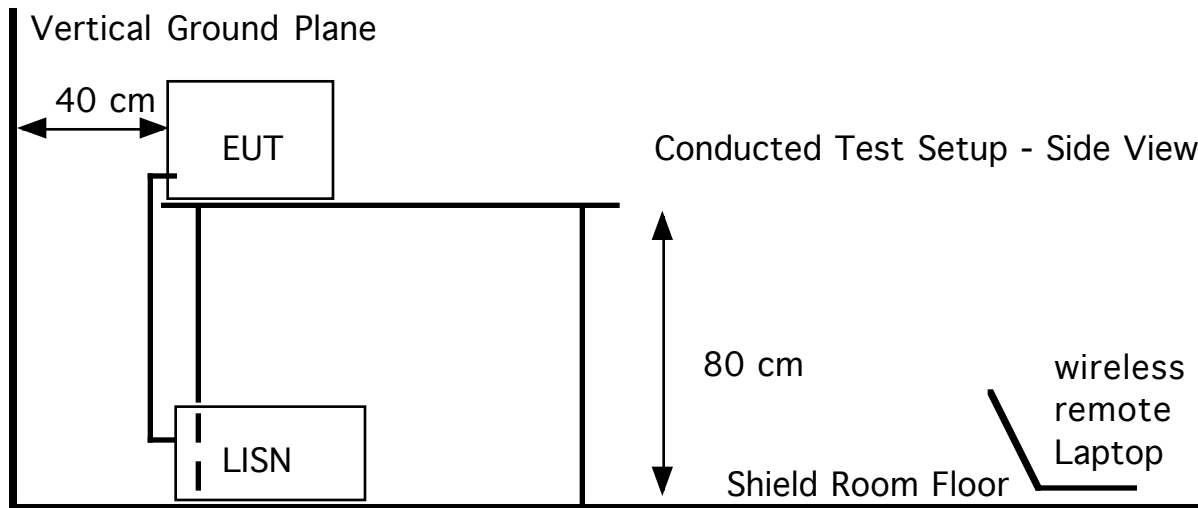 Vertical Ground Plane
40 cm
EUT
Conducted Test Setup - Side View
80 cm
wireless
remote
Laptop
LISN
Shield Room Floor